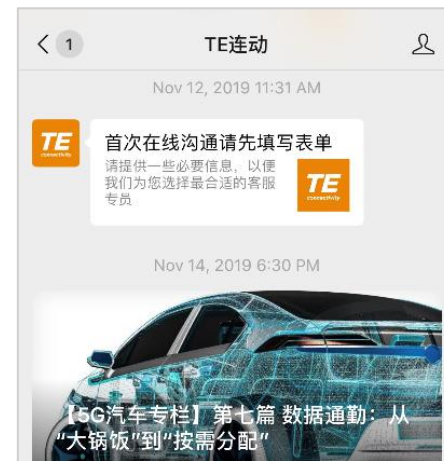 1
TE连动
Nov 12, 2019 11:31 AM
TE
connectivity
首次在线沟通请先填写表单
请提供一些必要信息，以便
我们为您选择最合适的客服
专员
TE
connectivity
Nov 14, 2019 6:30 PM
【5G汽车专栏】第七篇 数据通勤：从
“大锅饭”到“按需分配”